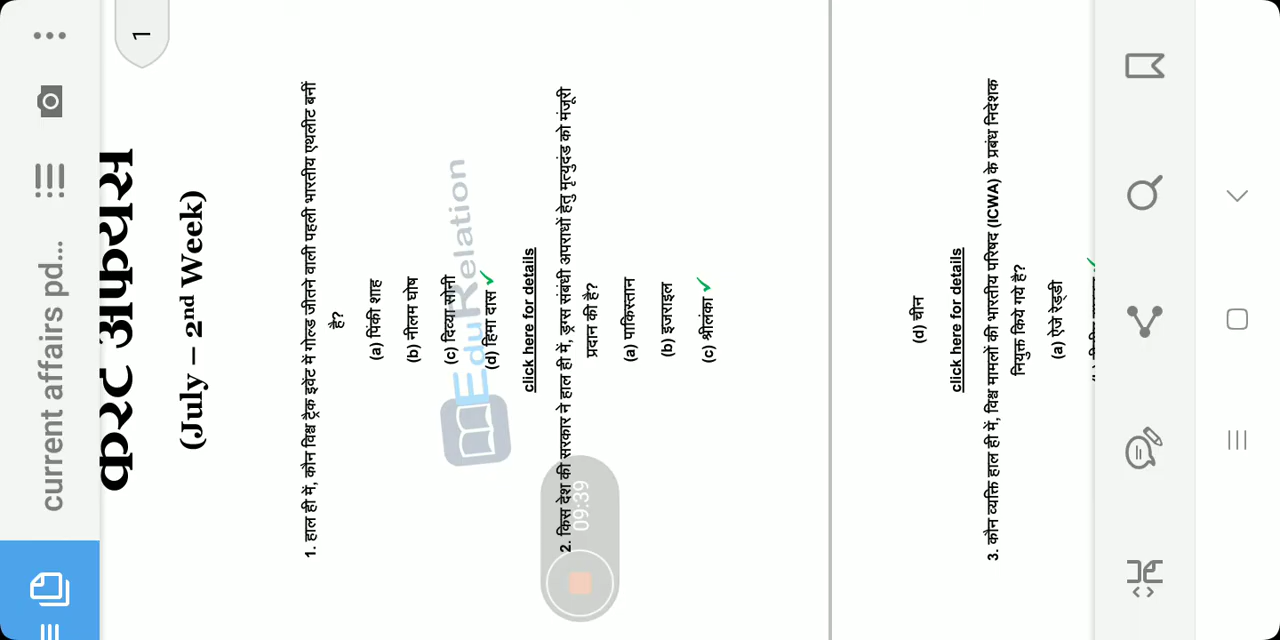 current affairs pd...
1
करंट अफेयर्स
(July – 2nd Week)
1. हाल ही में, कौन विश्व ट्रैक इवेंट में गोल्ड जीतने वाली पहली भारतीय एथलीट बनीं
है?
(a) पिंकी शाह
(b) नीलम घोष
(c) दिव्या सोनी
(d) हिमा दास ✓
EduRelation
click here for details
2. किस देश की सरकार ने हाल ही में, ड्रग्स संबंधी अपराधों हेतु मृत्युदंड को मंजूरी
प्रदान की है?
(a) पाकिस्तान
(b) इजराइल
(c) श्रीलंका ✓
09:39
(d) चीन
click here for details
3. कौन व्यक्ति हाल ही में, विश्व मामलों की भारतीय परिषद (ICWA) के प्रबंध निदेशक
नियुक्त किये गये है?
(a) ऐजे रेड्डी